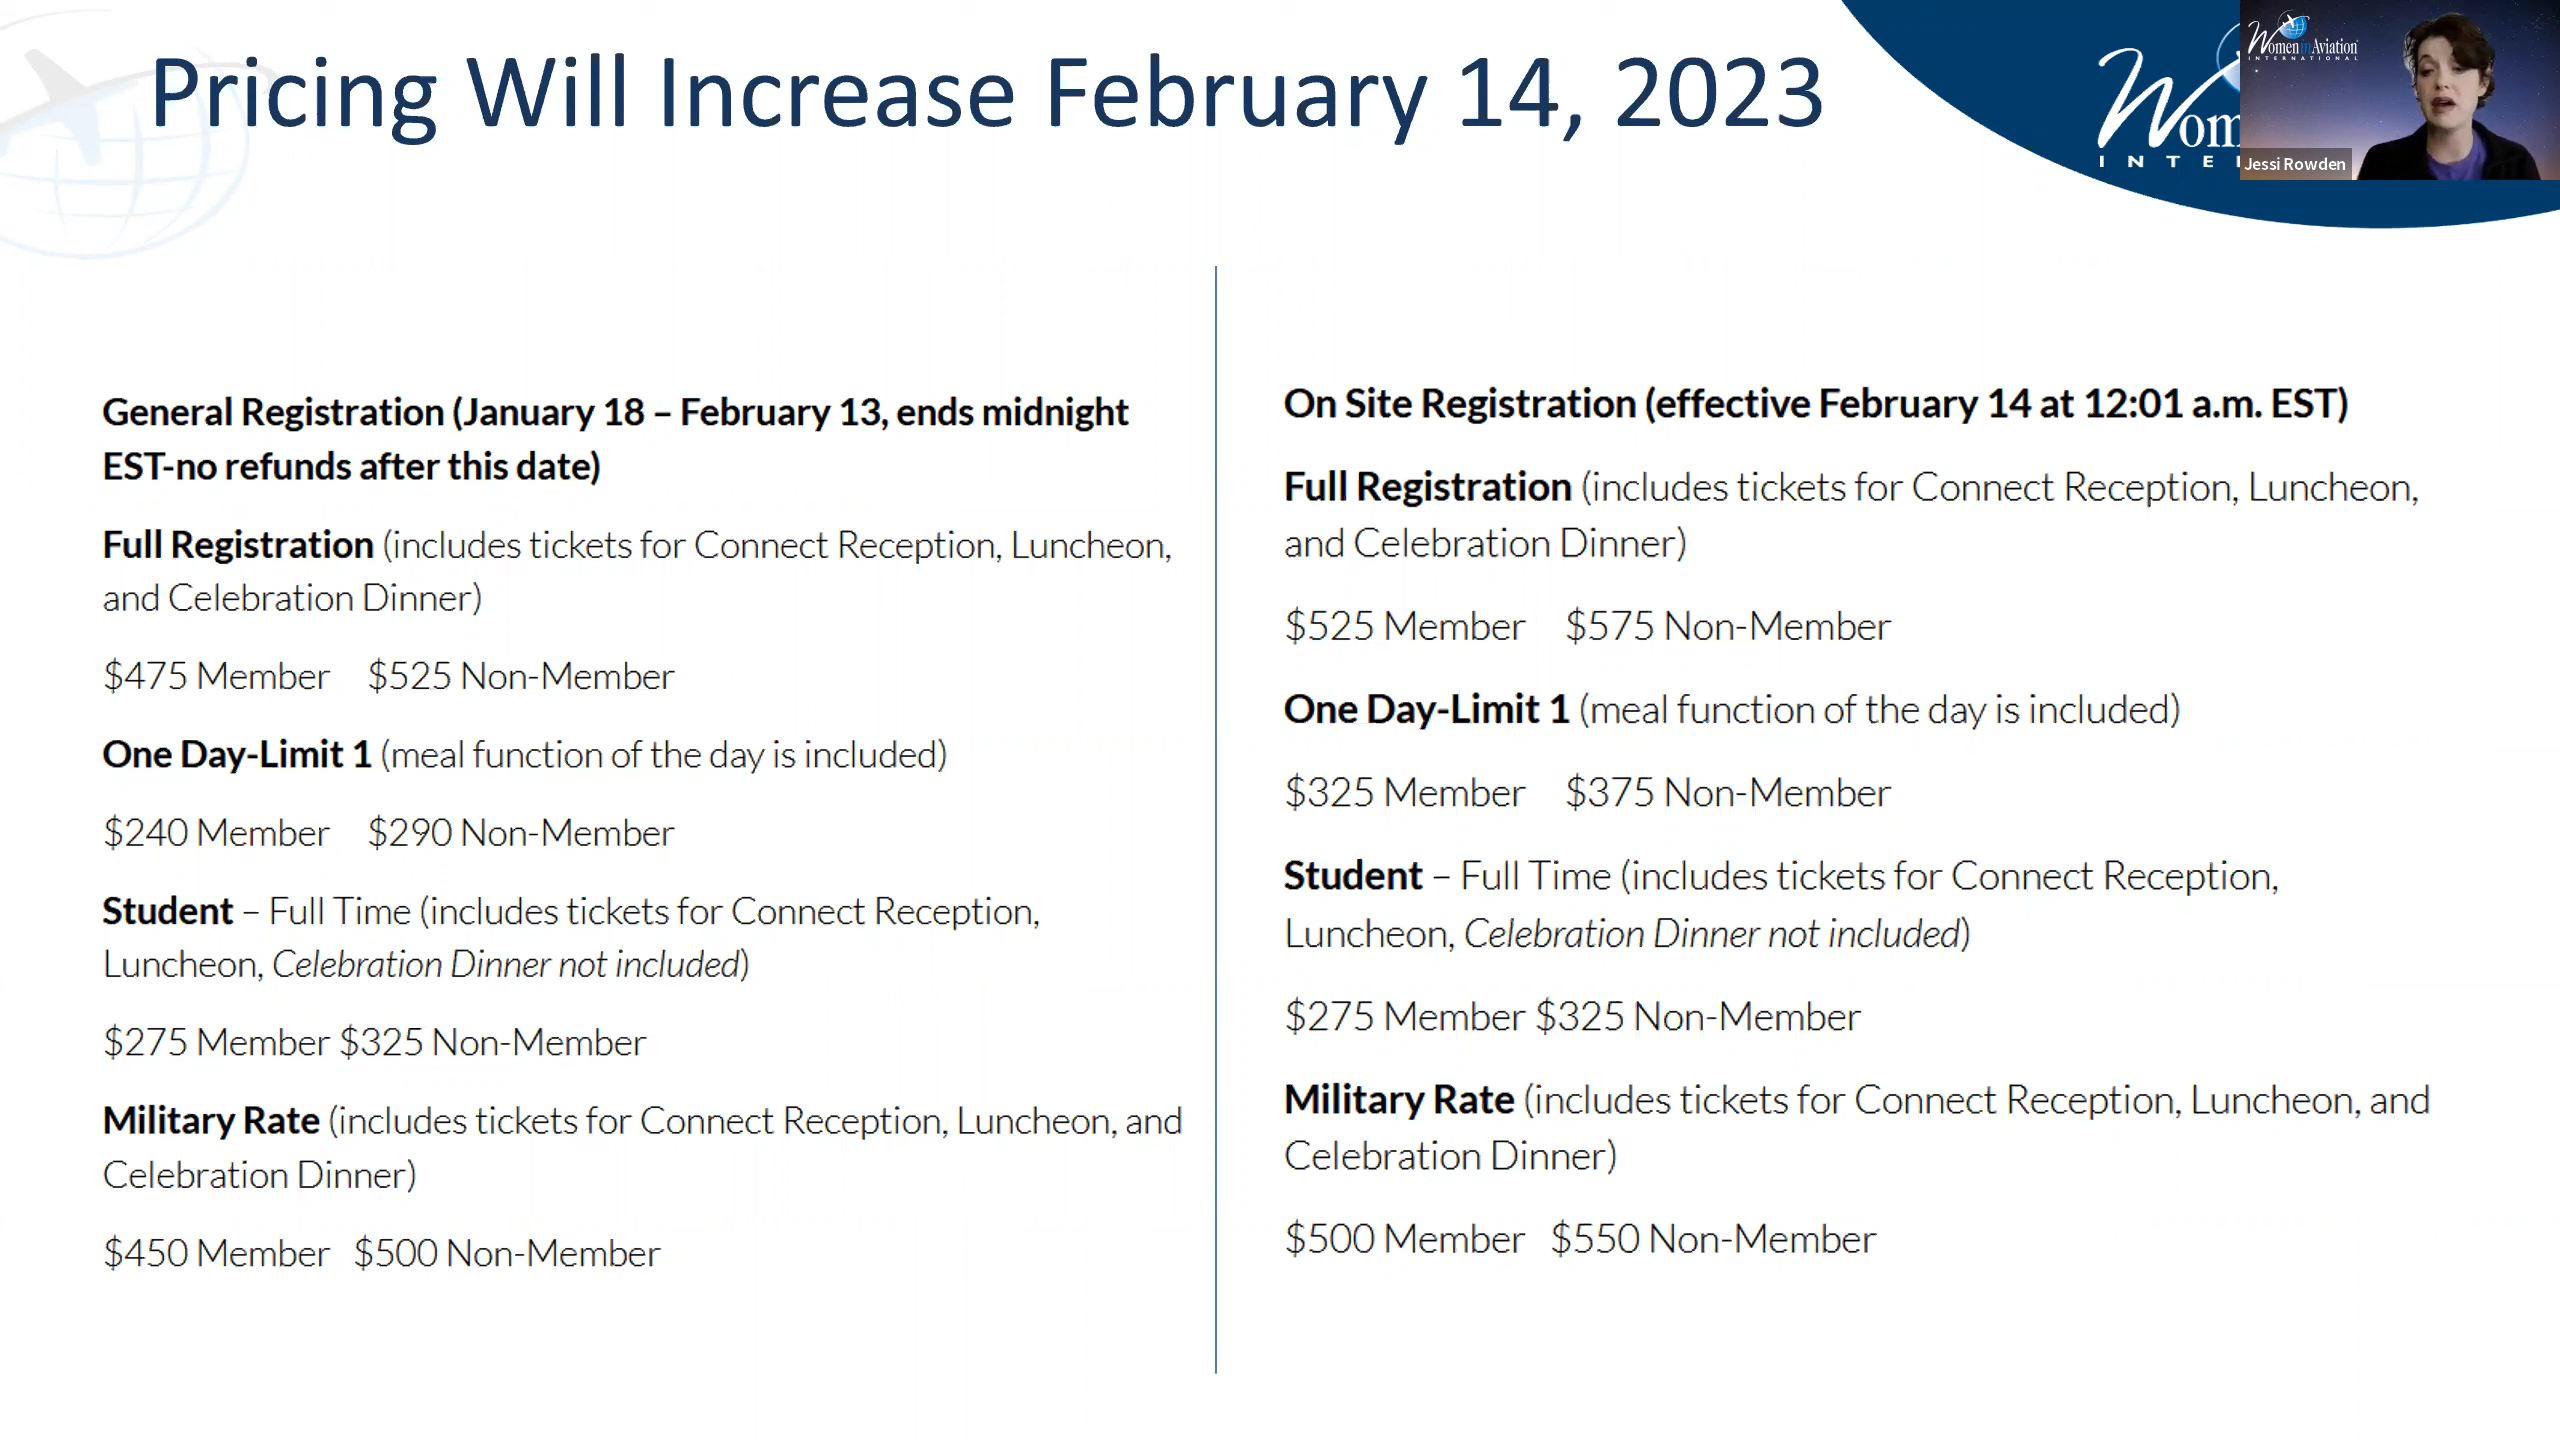 Pricing Will Increase February 14, 2023
Wom
INTE
Women in Aviation
INTERNATIONAL
Jessi Rowden
General Registration (January 18 – February 13, ends midnight
EST-no refunds after this date)
Full Registration (includes tickets for Connect Reception, Luncheon,
and Celebration Dinner)
$475 Member $525 Non-Member
One Day-Limit 1 (meal function of the day is included)
$240 Member $290 Non-Member
Student – Full Time (includes tickets for Connect Reception,
Luncheon, Celebration Dinner not included)
$275 Member $325 Non-Member
Military Rate (includes tickets for Connect Reception, Luncheon, and
Celebration Dinner)
$450 Member $500 Non-Member
On Site Registration (effective February 14 at 12:01 a.m. EST)
Full Registration (includes tickets for Connect Reception, Luncheon,
and Celebration Dinner)
$525 Member $575 Non-Member
One Day-Limit 1 (meal function of the day is included)
$325 Member $375 Non-Member
Student – Full Time (includes tickets for Connect Reception,
Luncheon, Celebration Dinner not included)
$275 Member $325 Non-Member
Military Rate (includes tickets for Connect Reception, Luncheon, and
Celebration Dinner)
$500 Member $550 Non-Member